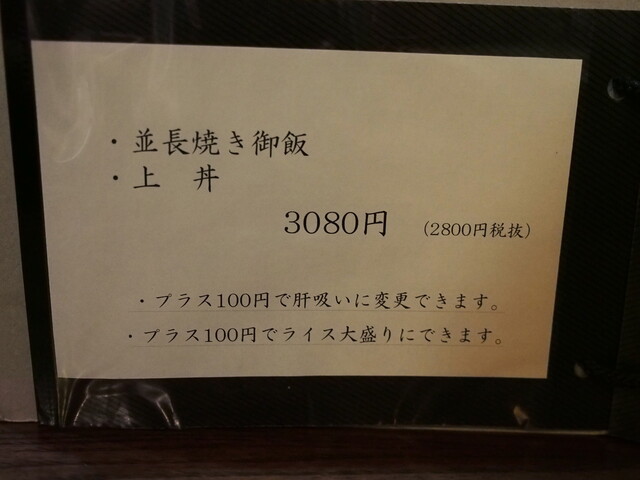 ・並長焼き御飯
・上　丼
3080円　（2800円税抜）
・プラス100円で肝吸いに変更できます。
・プラス100円でライス大盛りにできます。